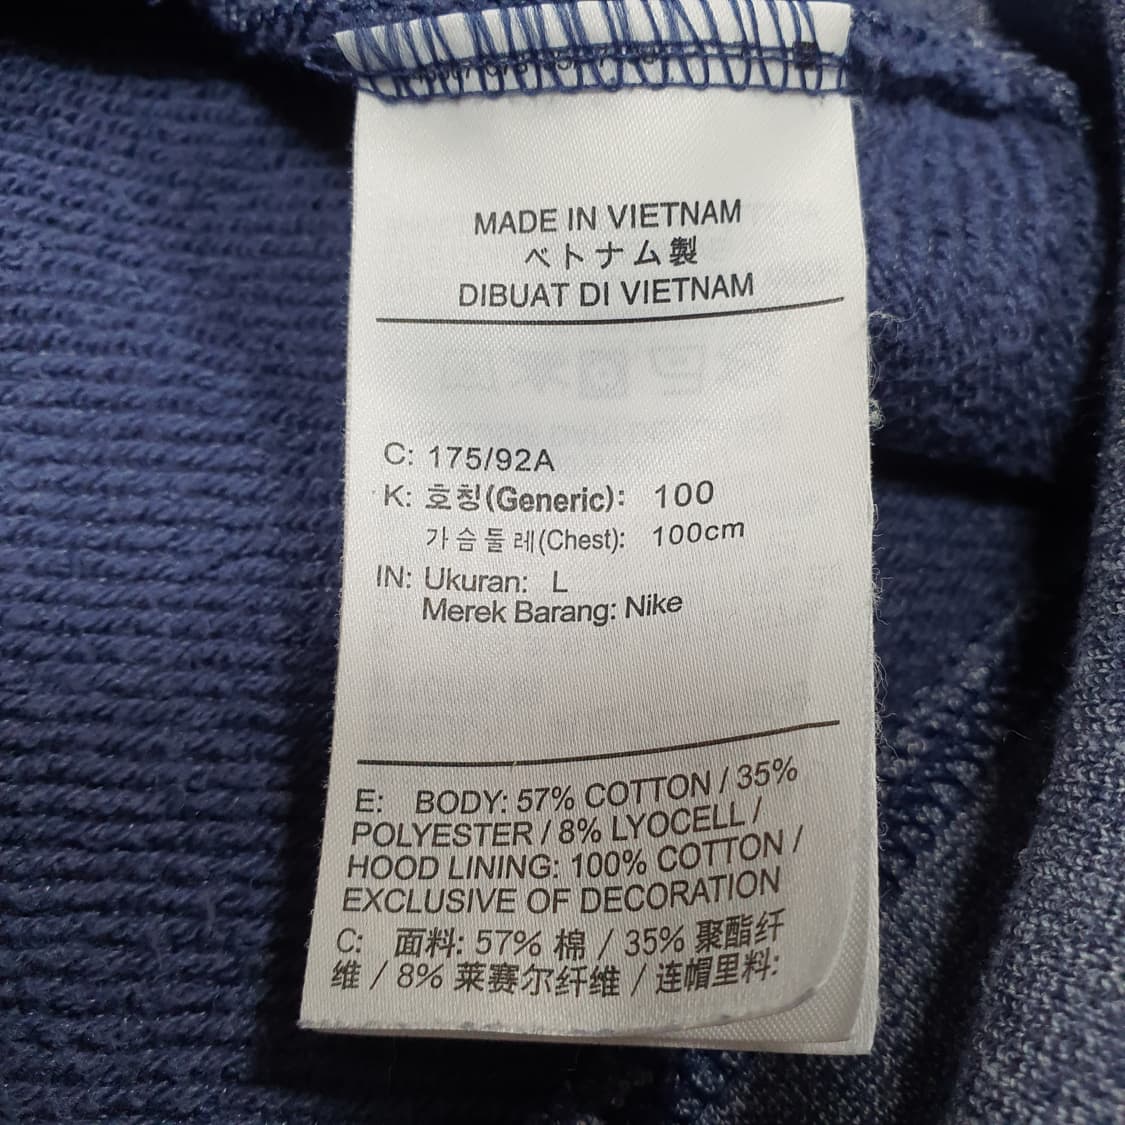 MADE IN VIETNAM
ベトナム製
DIBUAT DI VIETNAM
C: 175/92A
K: 호칭(Generic): 100
가슴둘레(Chest): 100cm
IN: Ukuran: L
Merek Barang: Nike
E: BODY: 57% COTTON / 35%
POLYESTER / 8% LYOCELL /
HOOD LINING: 100% COTTON /
EXCLUSIVE OF DECORATION
C: 面料: 57% 棉 / 35% 聚酯纤
维 / 8% 莱赛尔纤维 / 连帽里料: